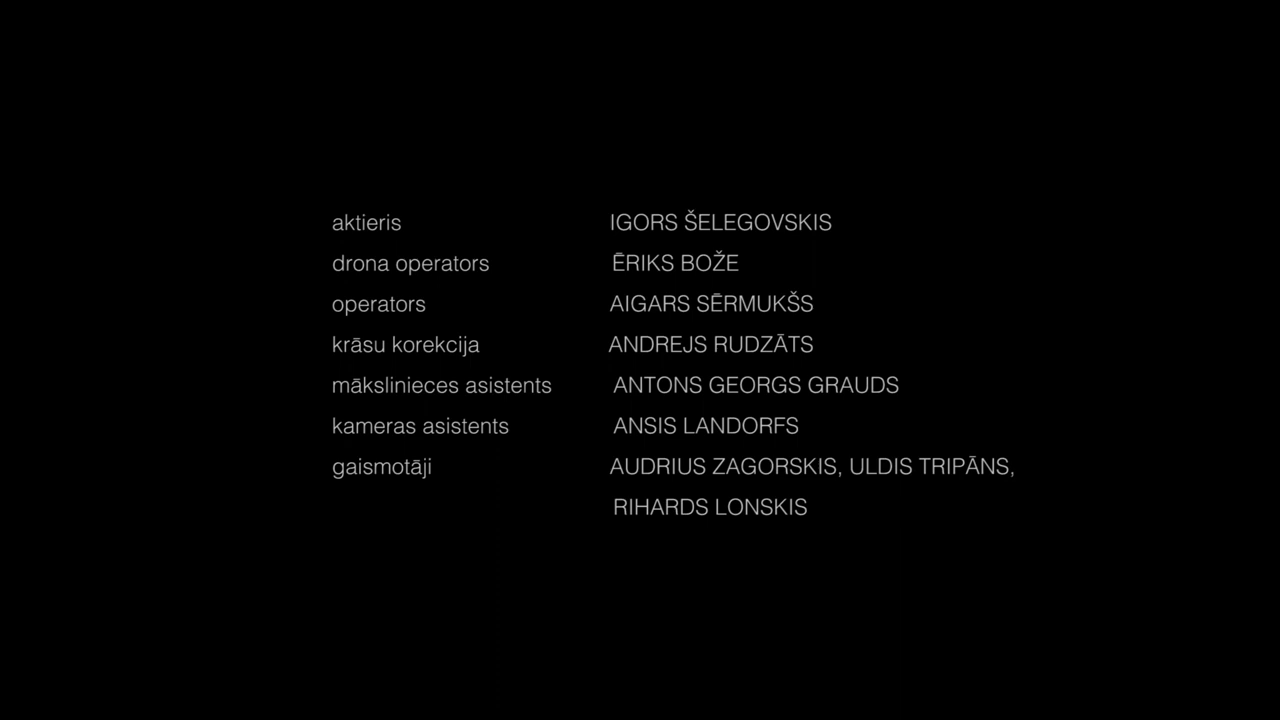 aktieris IGORS ŠELEGOVSKIS
drona operators ĒRIKS BOŽE
operators AIGARS SĒRMUKŠS
krāsu korekcija ANDREJS RUDZĀTS
mākslinieces asistents ANTONS GEORGS GRAUDS
kameras asistents ANSIS LANDORFS
gaismotāji AUDRIUS ZAGORSKIS, ULDIS TRIPĀNS,
RIHARDS LONSKIS